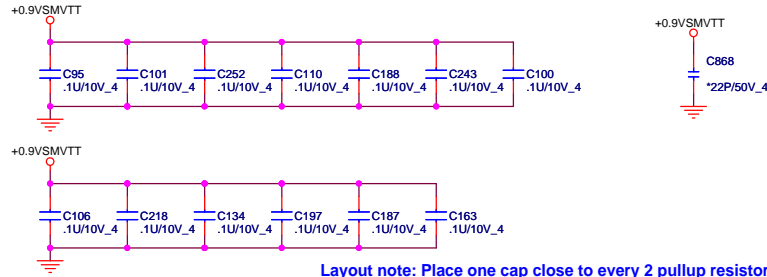 +0.9VSMVTT
C95 C101 C252 C110 C188 C243 C100
.1U/10V_4 .1U/10V_4 .1U/10V_4 .1U/10V_4 .1U/10V_4 .1U/10V_4 .1U/10V_4
+0.9VSMVTT
C868
*22P/50V_4
+0.9VSMVTT
C106 C218 C134 C197 C187 C163
.1U/10V_4 .1U/10V_4 .1U/10V_4 .1U/10V_4 .1U/10V_4 .1U/10V_4
Layout note: Place one cap close to every 2 pullup resistor